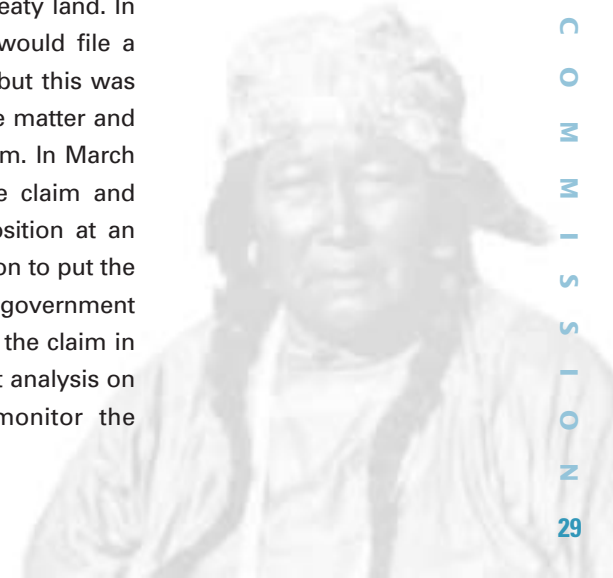 eaty land. In
would file a
but this was
e matter and
m. In March
e claim and
osition at an
on to put the
government
the claim in
t analysis on
monitor the
COMMISSION
29